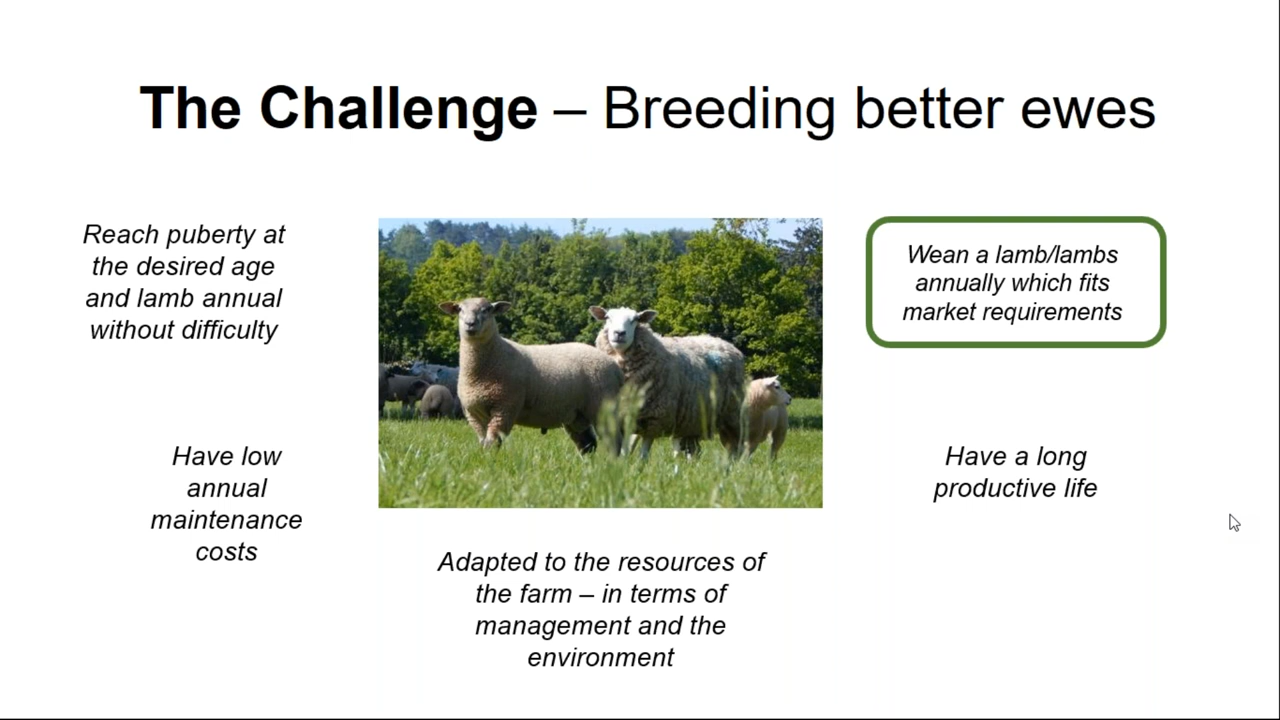 The Challenge – Breeding better ewes
Reach puberty at
the desired age
and lamb annual
without difficulty
Wean a lamb/lambs
annually which fits
market requirements
Have low
annual
maintenance
costs
Have a long
productive life
Adapted to the resources of
the farm – in terms of
management and the
environment